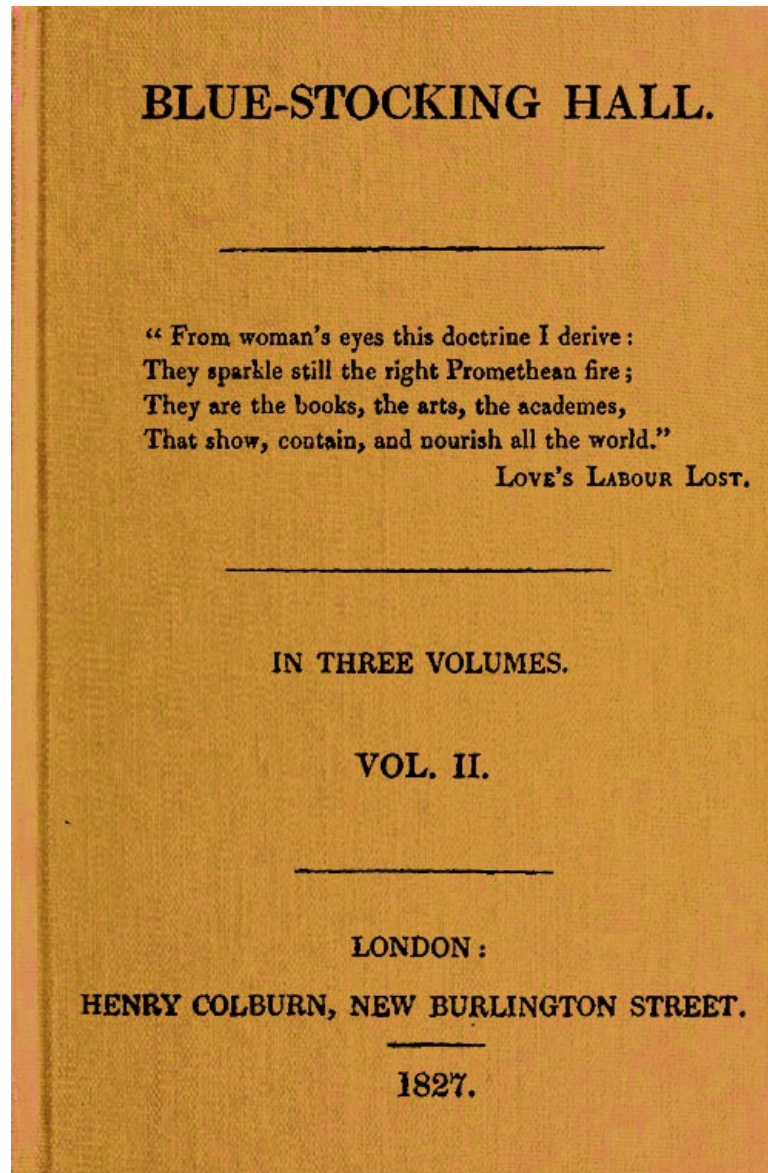 BLUE-STOCKING HALL.
“ From woman's eyes this doctrine I derive :
They sparkle still the right Promethean fire ;
They are the books, the arts, the academes,
That show, contain, and nourish all the world.”
LOVE'S LABOUR LOST.
IN THREE VOLUMES.
VOL. II.
LONDON :
HENRY COLBURN, NEW BURLINGTON STREET.
1827.